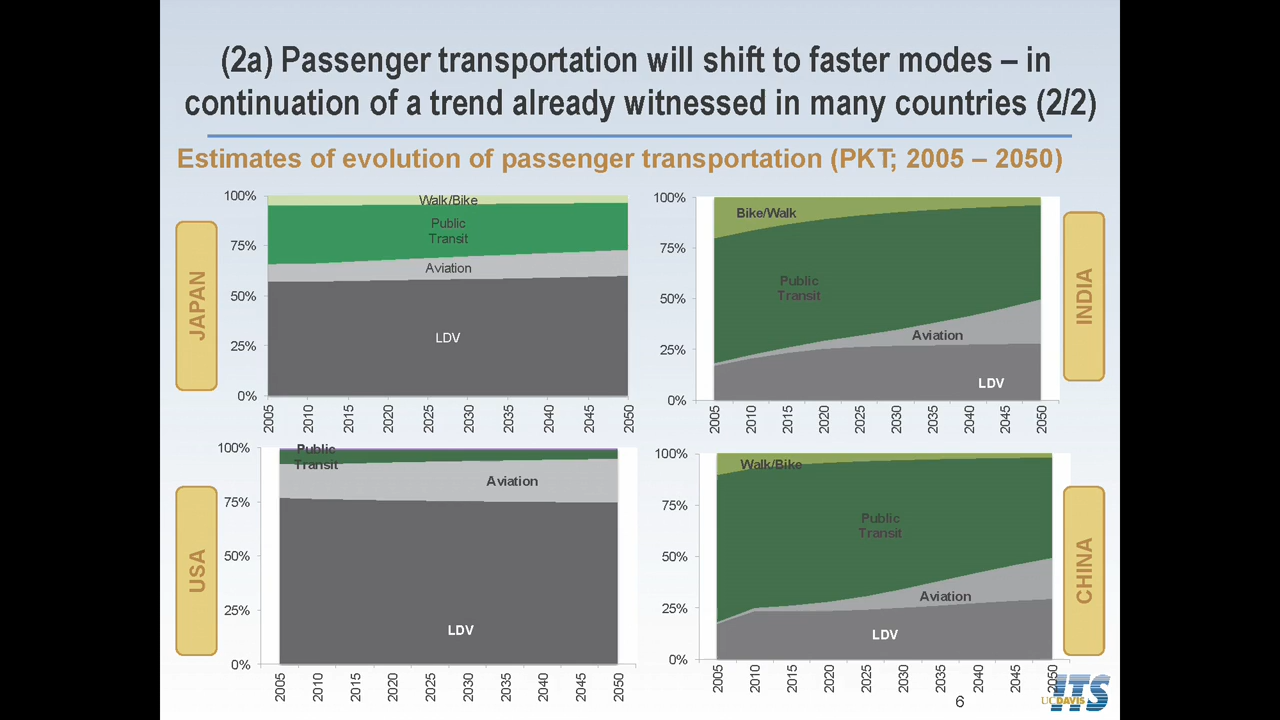 (2a) Passenger transportation will shift to faster modes – in
continuation of a trend already witnessed in many countries (2/2)
Estimates of evolution of passenger transportation (PKT; 2005 – 2050)
JAPAN
100%
75%
50%
25%
0%
Walk/Bike
Public
Transit
Aviation
LDV
2005
2010
2015
2020
2025
2030
2035
2040
2045
2050
INDIA
100%
75%
50%
25%
0%
Bike/Walk
Public
Transit
Aviation
LDV
2005
2010
2015
2020
2025
2030
2035
2040
2045
2050
USA
100%
75%
50%
25%
0%
Public
Transit
Aviation
LDV
2005
2010
2015
2020
2025
2030
2035
2040
2045
2050
CHINA
100%
75%
50%
25%
0%
Walk/Bike
Public
Transit
Aviation
LDV
2005
2010
2015
2020
2025
2030
2035
2040
2045
2050
6
UCDAVIS
ITS